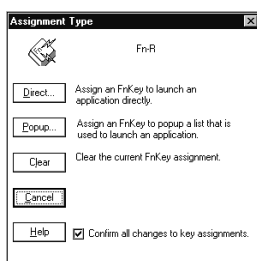 Assignment Type
Fn
Fn-R
Direct...
Assign an FnKey to launch an
application directly.
Popup...
Assign an FnKey to popup a list that is
used to launch an application.
Clear
Clear the current FnKey assignment.
Cancel
Help
Confirm all changes to key assignments.